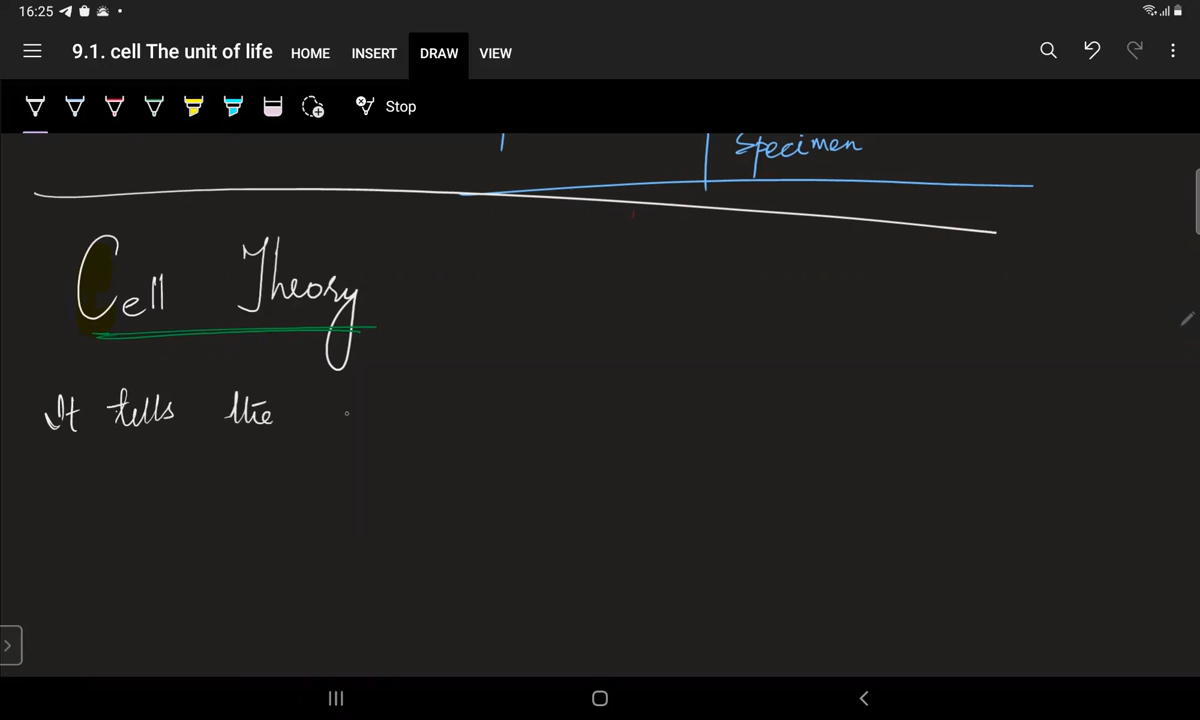 16:25
9.1. cell The unit of life HOME INSERT DRAW VIEW
Stop
Specimen
Cell Theory
It tells the